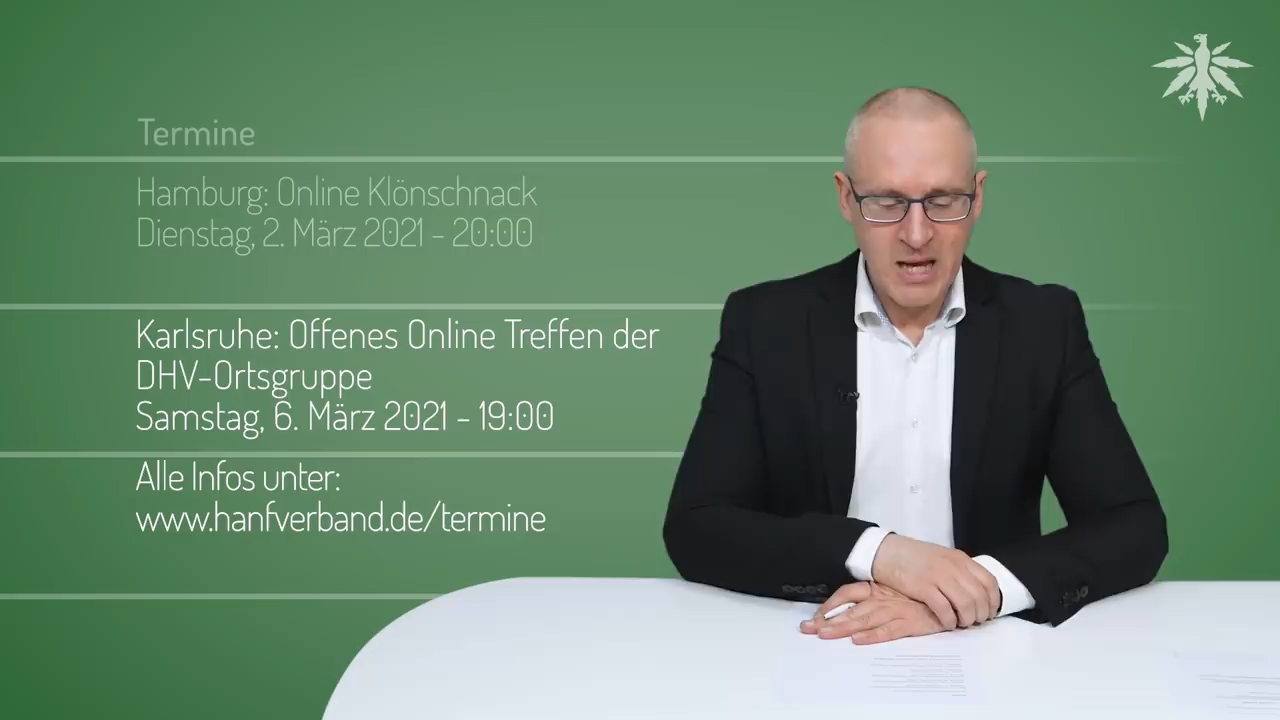 Termine
Hamburg: Online Klönschnack
Dienstag, 2. März 2021 - 20:00
Karlsruhe: Offenes Online Treffen der
DHV-Ortsgruppe
Samstag, 6. März 2021 - 19:00
Alle Infos unter:
www.hanfverband.de/termine